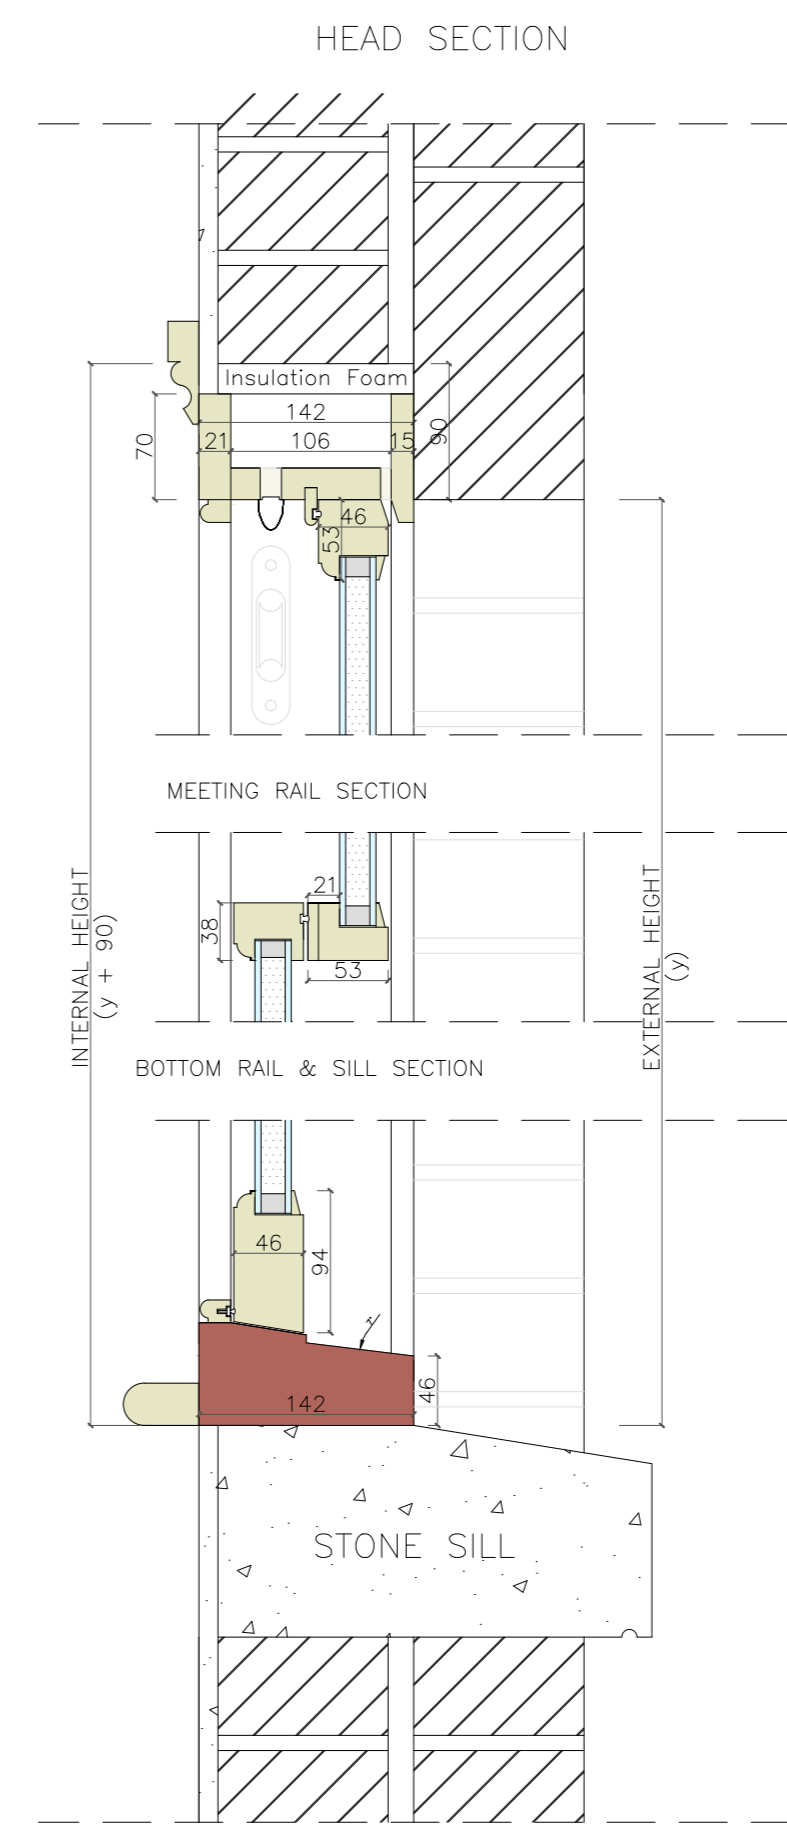 HEAD SECTION
Insulation Foam
142
21 106 15
70
90
46
53
MEETING RAIL SECTION
21
38
53
INTERNAL HEIGHT
(y + 90)
EXTERNAL HEIGHT
(y)
BOTTOM RAIL & SILL SECTION
46
94
r
142
46
STONE SILL